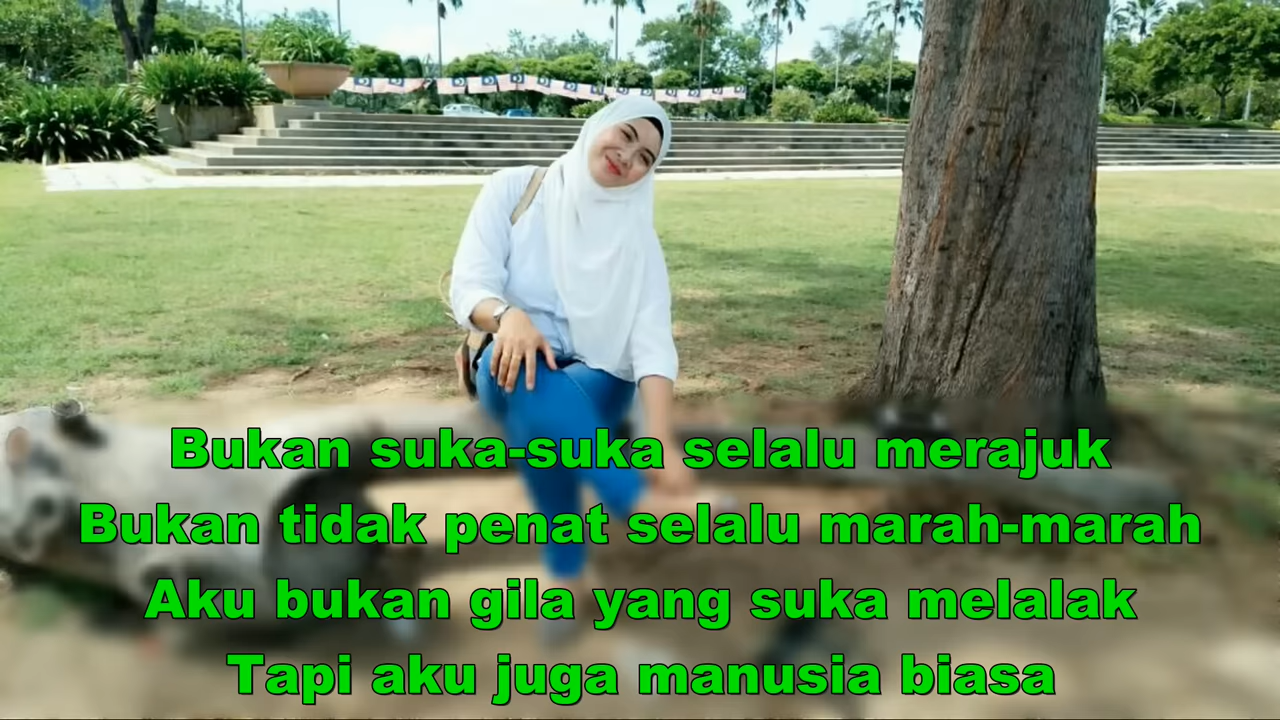 Bukan suka-suka selalu merajuk
Bukan tidak penat selalu marah-marah
Aku bukan gila yang suka melalak
Tapi aku juga manusia biasa